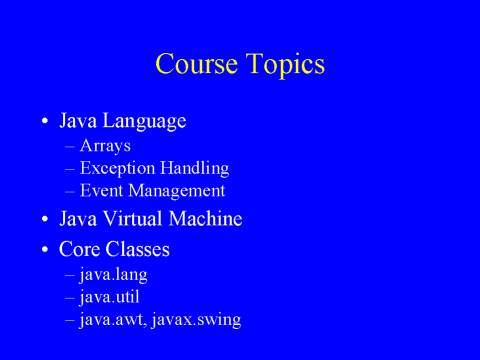 Course Topics
• Java Language
– Arrays
– Exception Handling
– Event Management
• Java Virtual Machine
• Core Classes
– java.lang
– java.util
– java.awt, javax.swing